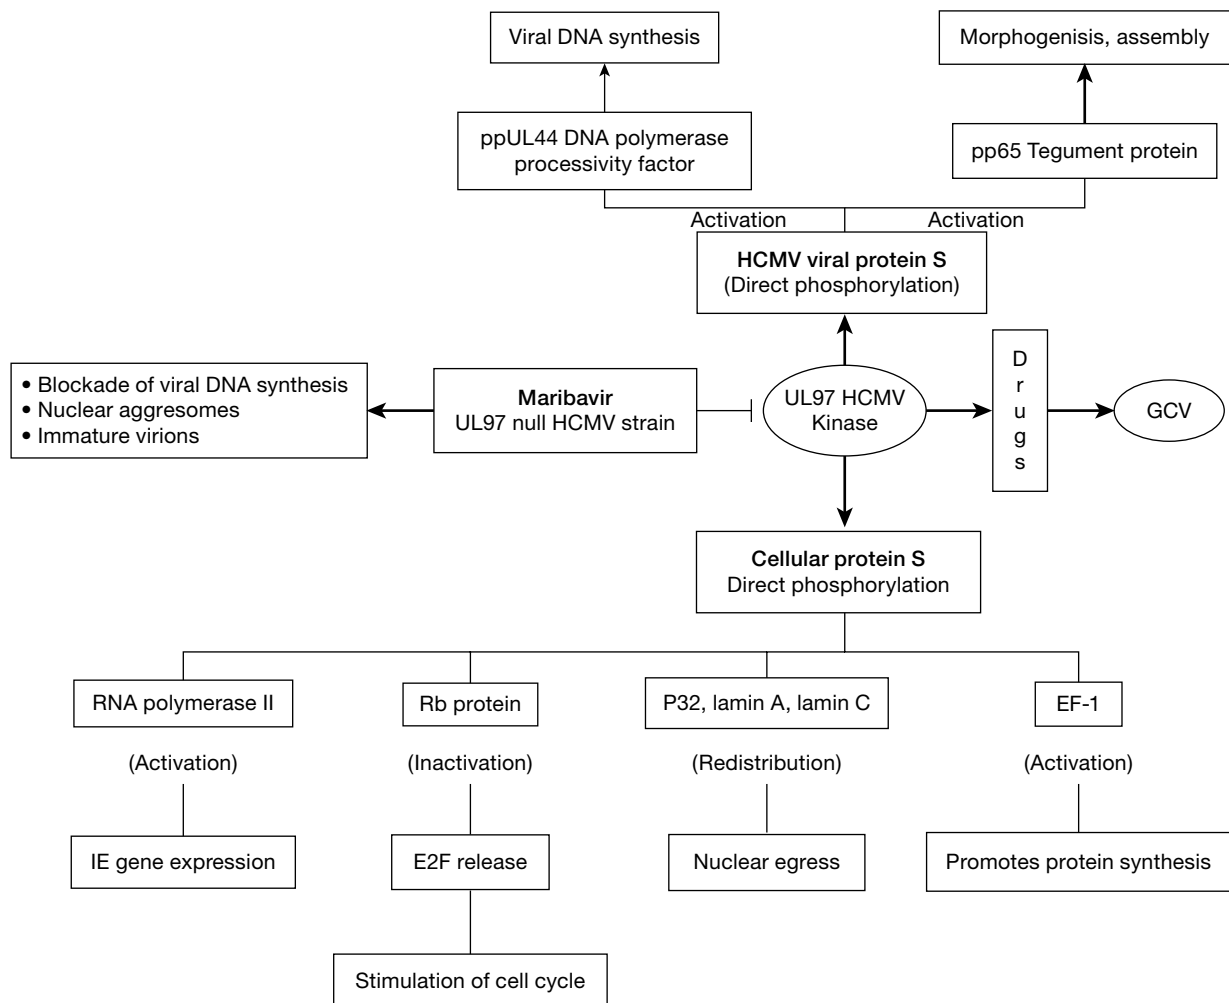 Viral DNA synthesis
Morphogenisis, assembly
ppUL44 DNA polymerase
processivity factor
pp65 Tegument protein
Activation
Activation
HCMV viral protein S
(Direct phosphorylation)
• Blockade of viral DNA synthesis
• Nuclear aggresomes
• Immature virions
Maribavir
UL97 null HCMV strain
UL97 HCMV
Kinase
D
r
u
g
s
GCV
Cellular protein S
Direct phosphorylation
RNA polymerase II
Rb protein
P32, lamin A, lamin C
EF-1
(Activation)
(Inactivation)
(Redistribution)
(Activation)
IE gene expression
E2F release
Nuclear egress
Promotes protein synthesis
Stimulation of cell cycle